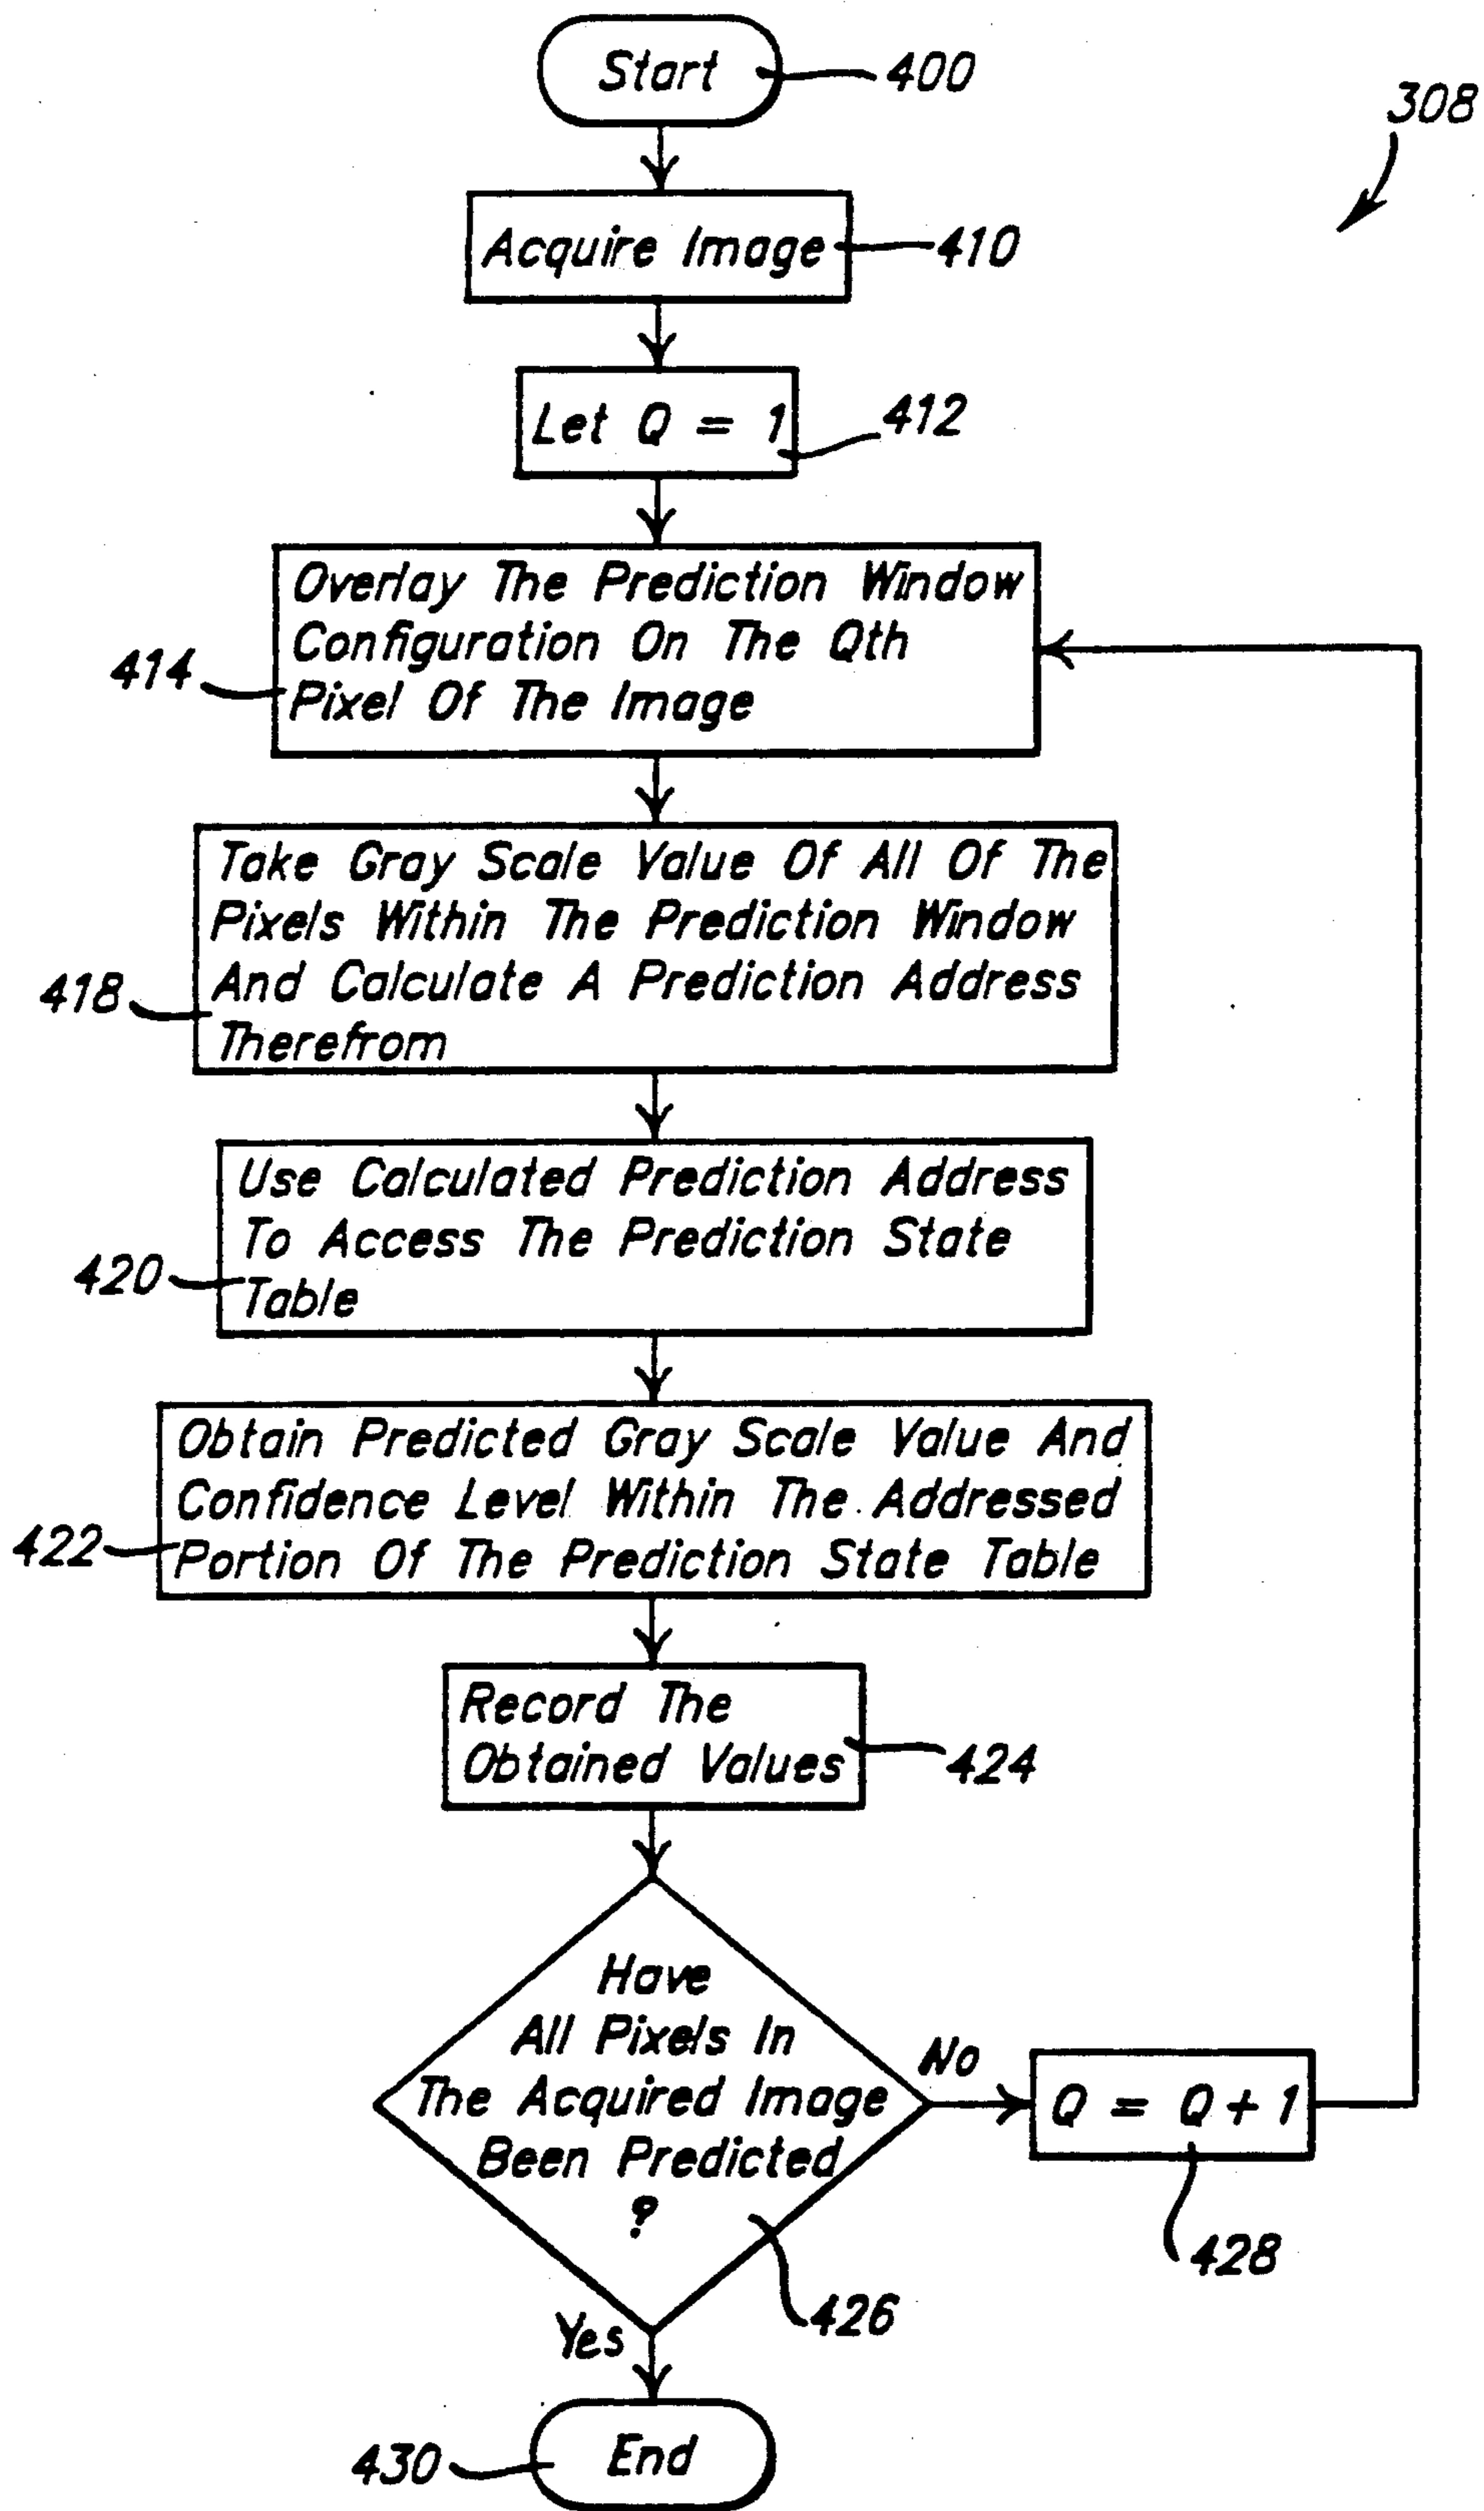 Start
400
308
Acquire Image
410
Let Q = 1
412
Overlay The Prediction Window
Configuration On The Qth
Pixel Of The Image
414
Take Gray Scale Value Of All Of The
Pixels Within The Prediction Window
And Calculate A Prediction Address
Therefrom
418
Use Calculated Prediction Address
To Access The Prediction State
Table
420
Obtain Predicted Gray Scale Value And
Confidence Level Within The Addressed
Portion Of The Prediction State Table
422
Record The
Obtained Values
424
Have
All Pixels In
The Acquired Image
Been Predicted
?
426
No
Q = Q + 1
428
Yes
End
430